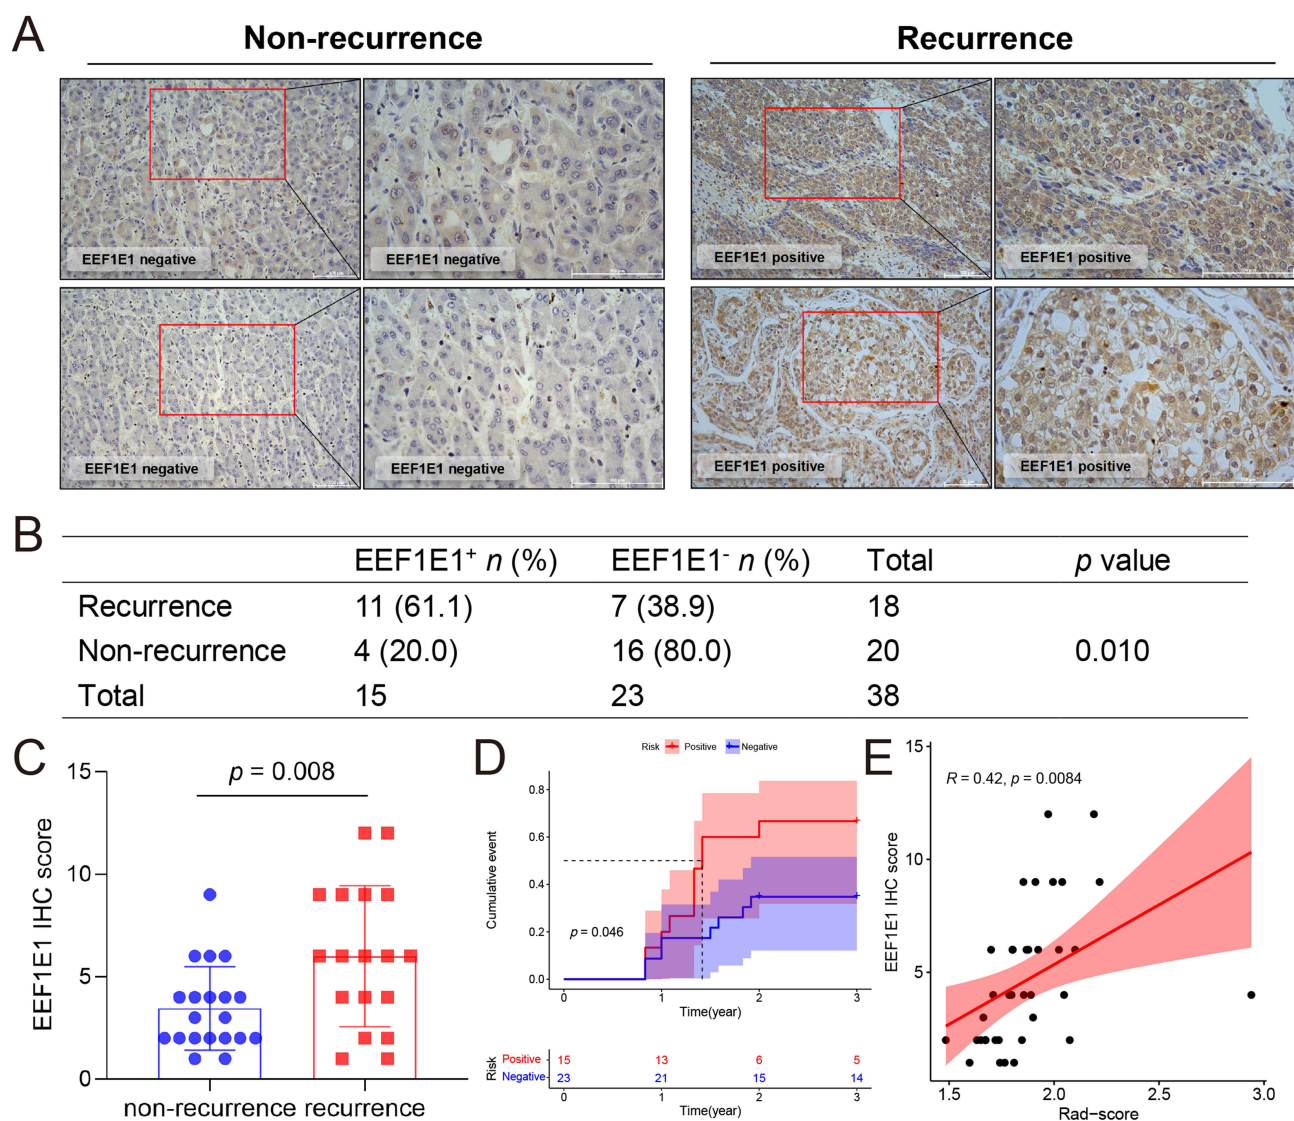 A
Non-recurrence
Recurrence
EEF1E1 negative
EEF1E1 negative
EEF1E1 positive
EEF1E1 positive
EEF1E1 negative
EEF1E1 negative
EEF1E1 positive
EEF1E1 positive
B
EEF1E1⁺ n (%) EEF1E1⁻ n (%) Total p value
Recurrence 11 (61.1) 7 (38.9) 18
Non-recurrence 4 (20.0) 16 (80.0) 20 0.010
Total 15 23 38
C
p = 0.008
EEF1E1 IHC score
15
10
5
0
non-recurrence recurrence
D
Risk Positive Negative
Cumulative event
0.8
0.6
0.4
0.2
0.0
p = 0.046
0 1 2 3
Time(year)
Risk
Positive 15 13 6 5
Negative 23 21 15 14
0 1 2 3
Time(year)
E
R = 0.42, p = 0.0084
EEF1E1 IHC score
15
10
5
1.5 2.0 2.5 3.0
Rad−score